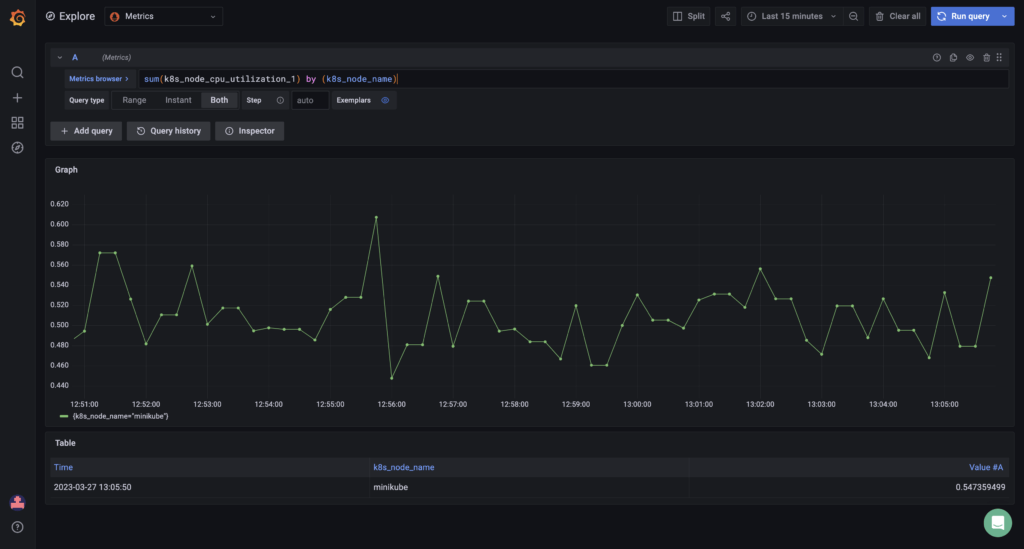 Explore Metrics Split Last 15 minutes Clear all Run query
A (Metrics)
Metrics browser > sum(k8s_node_cpu_utilization_1) by (k8s_node_name)
Query type Range Instant Both Step auto Exemplars
+ Add query Query history Inspector
Graph
0.620
0.600
0.580
0.560
0.540
0.520
0.500
0.480
0.460
0.440
12:51:00 12:52:00 12:53:00 12:54:00 12:55:00 12:56:00 12:57:00 12:58:00 12:59:00 13:00:00 13:01:00 13:02:00 13:03:00 13:04:00 13:05:00
{k8s_node_name="minikube"}
Table
Time k8s_node_name Value #A
2023-03-27 13:05:50 minikube 0.547359499